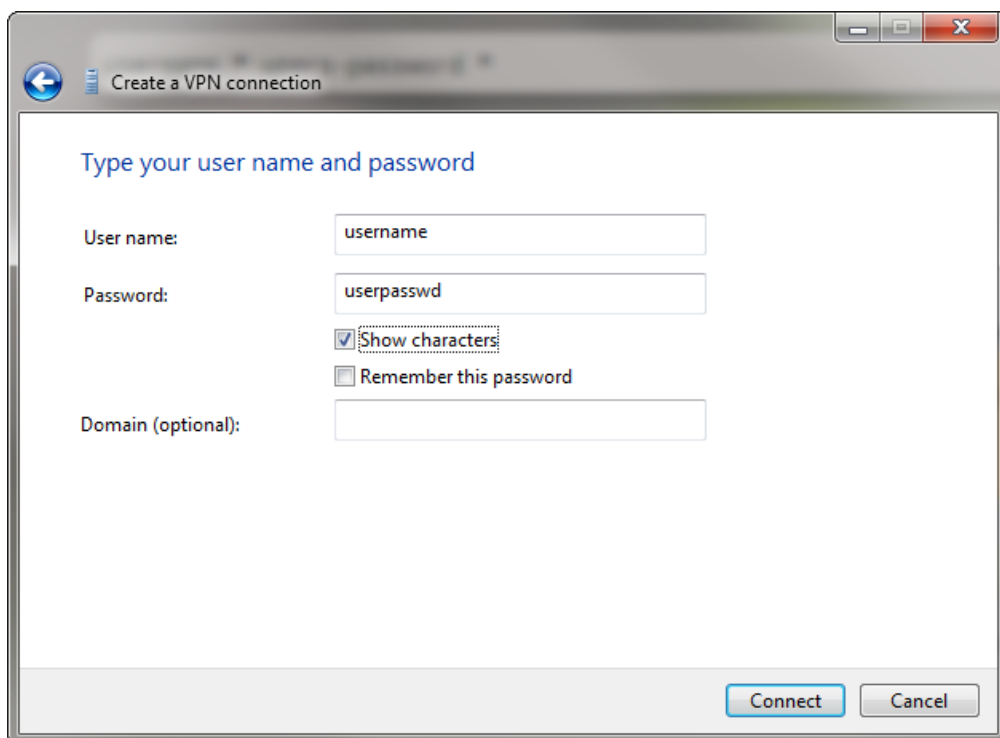 Create a VPN connection
Type your user name and password
User name: username
Password: userpasswd
Show characters
Remember this password
Domain (optional):
Connect Cancel